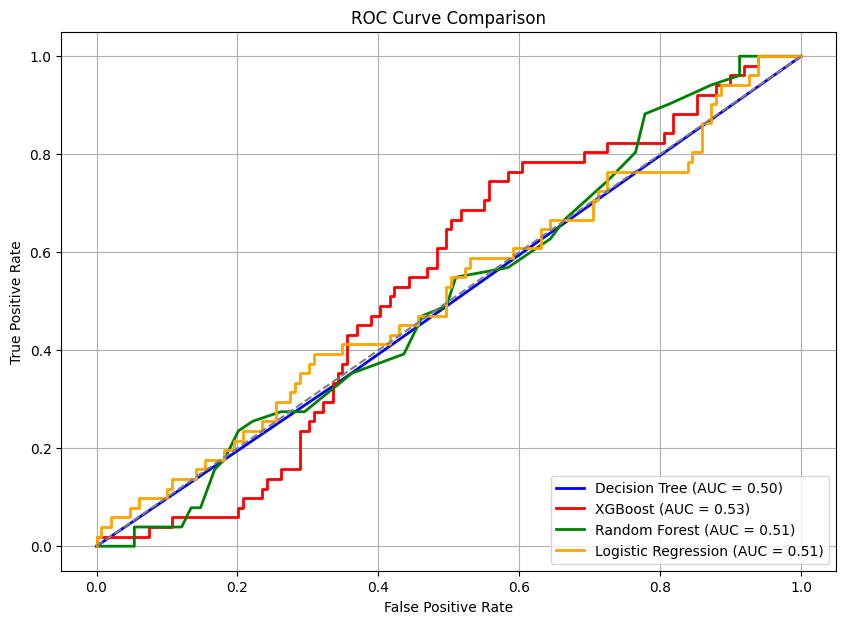 ROC Curve Comparison
True Positive Rate
1.0
0.8
0.6
0.4
0.2
0.0
Decision Tree (AUC = 0.50)
XGBoost (AUC = 0.53)
Random Forest (AUC = 0.51)
Logistic Regression (AUC = 0.51)
0.0 0.2 0.4 0.6 0.8 1.0
False Positive Rate